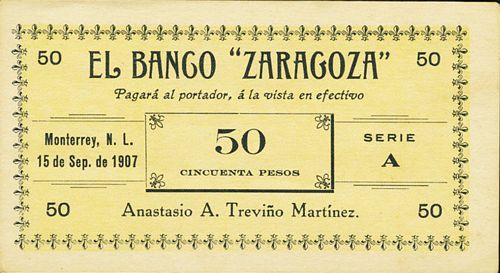 50 50
EL BANCO "ZARAGOZA"
Pagará al portador, á la vista en efectivo
Monterrey, N. L.
15 de Sep. de 1907
50
CINCUENTA PESOS
SERIE
A
50 Anastasio A. Treviño Martínez. 50